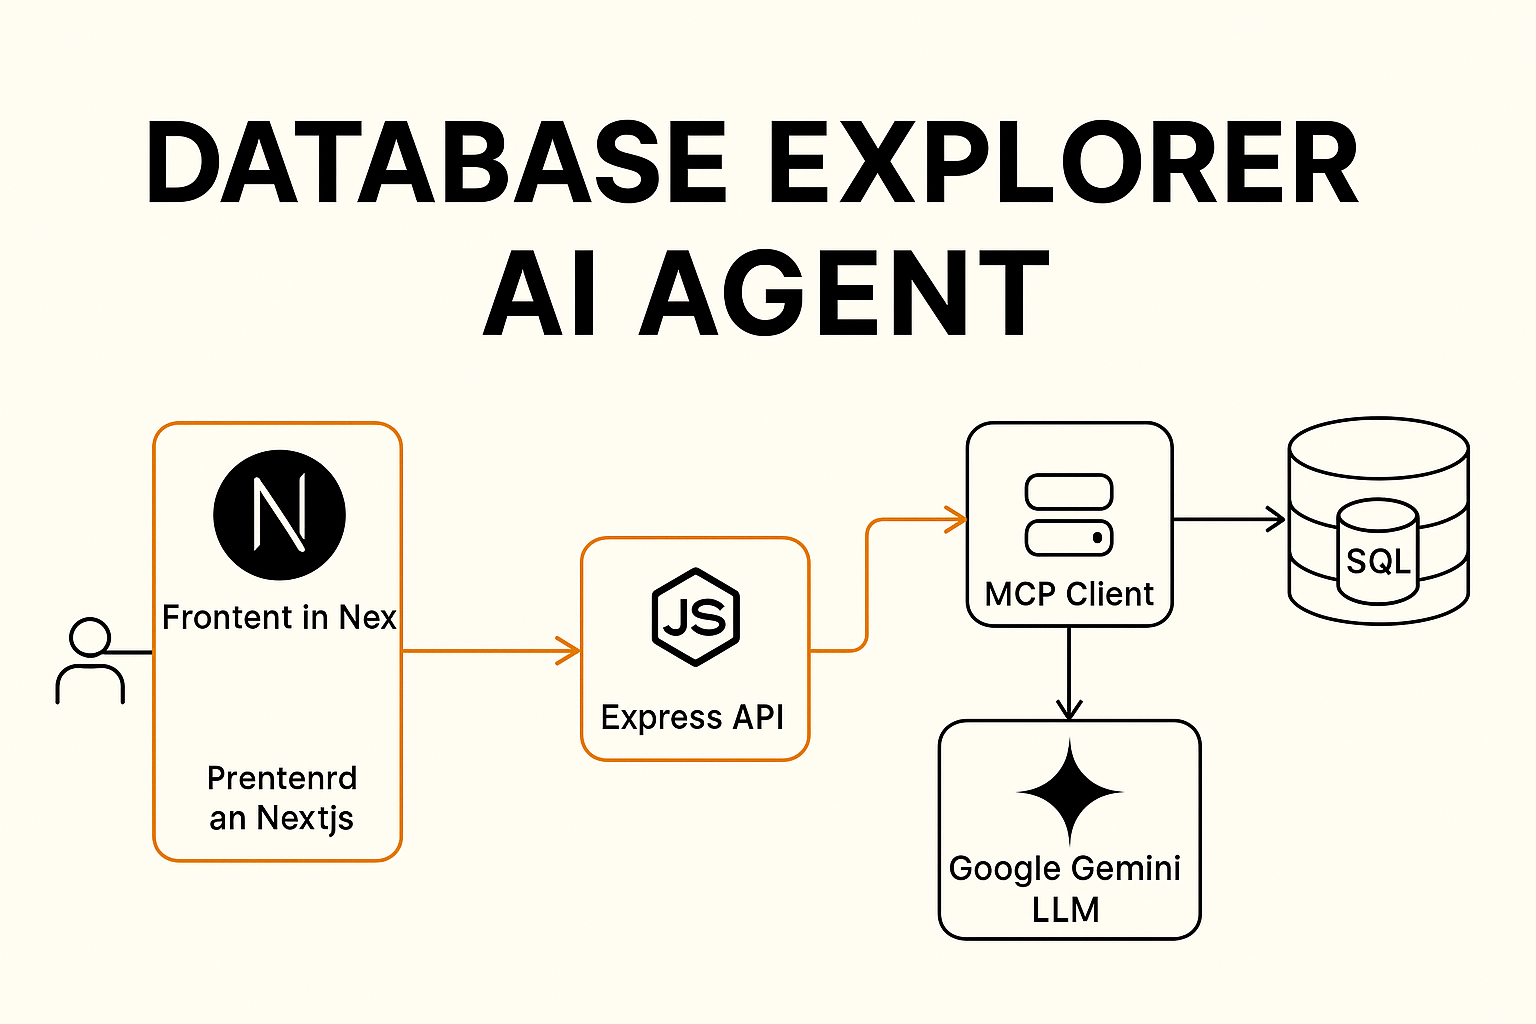 DATABASE EXPLORER
AI AGENT
N
Frontent in Nex
Prentenrd
an Nextjs
JS
Express API
MCP Client
SQL
Google Gemini
LLM